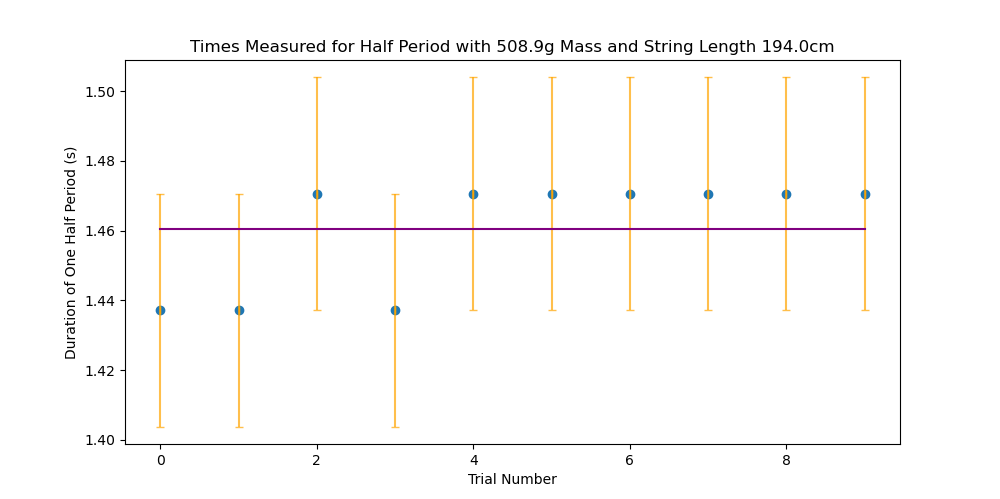 Times Measured for Half Period with 508.9g Mass and String Length 194.0cm
Duration of One Half Period (s)
1.50
1.48
1.46
1.44
1.42
1.40
0 2 4 6 8
Trial Number